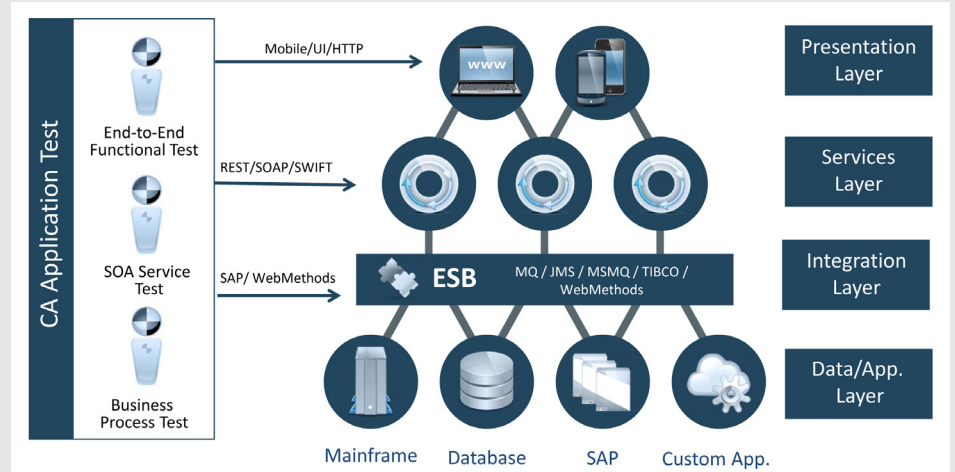 CA Application Test
End-to-End
Functional Test
SOA Service
Test
Business
Process Test
Mobile/UI/HTTP
REST/SOAP/SWIFT
SAP/ WebMethods
www
ESB
MQ / JMS / MSMQ / TIBCO /
WebMethods
Mainframe
Database
SAP
Custom App.
Presentation
Layer
Services
Layer
Integration
Layer
Data/App.
Layer